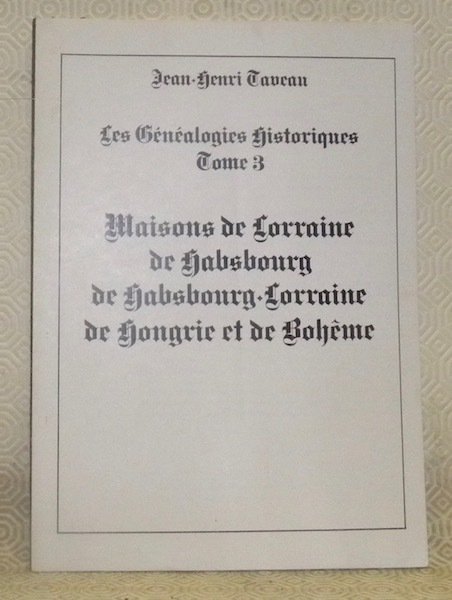 Jean-Henri Taveau
Les Généalogies Historiques
Tome 3
Maisons de Lorraine
de Habsbourg
de Habsbourg-Lorraine
de Hongrie et de Bohême